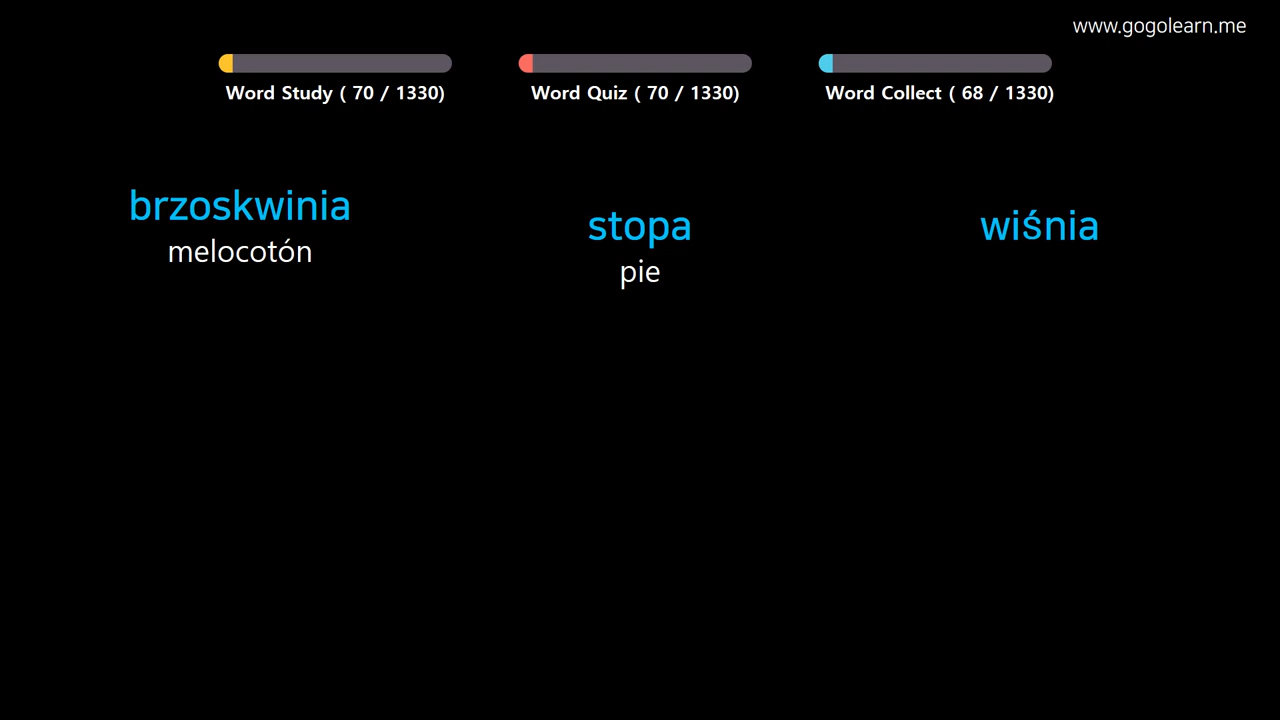 www.gogolearn.me
Word Study ( 70 / 1330)
Word Quiz ( 70 / 1330)
Word Collect ( 68 / 1330)
brzoskwinia
melocotón
stopa
pie
wiśnia